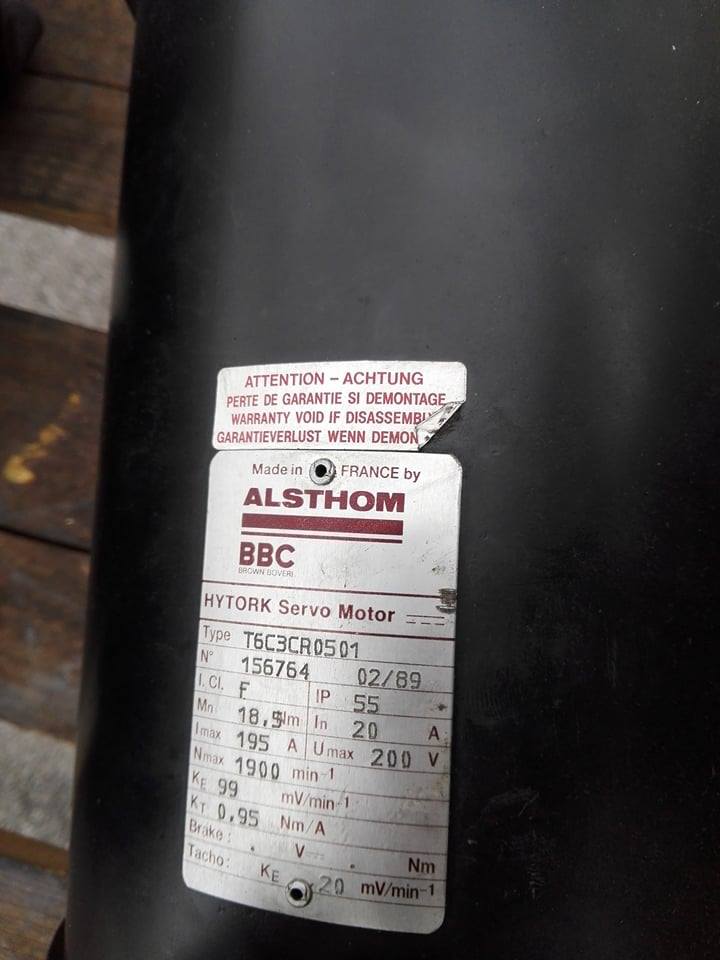 ATTENTION – ACHTUNG
PERTE DE GARANTIE SI DEMONTAGE
WARRANTY VOID IF
GARANTIEVERLUST WENN
Made in FRANCE by
ALSTHOM
BBC
BROWN BOVERI
HYTORK Servo Motor
Type T6C3CR0501
N° 156764 02/89
I. Cl. F IP 55
Mn 18,5 Nm In 20 A
Imax 195 A Umax 200 V
Nmax 1900 min-1
KE 99 mV/min-1
KT 0,95 Nm/A
Brake: V Nm
Tacho: KE 20 mV/min-1